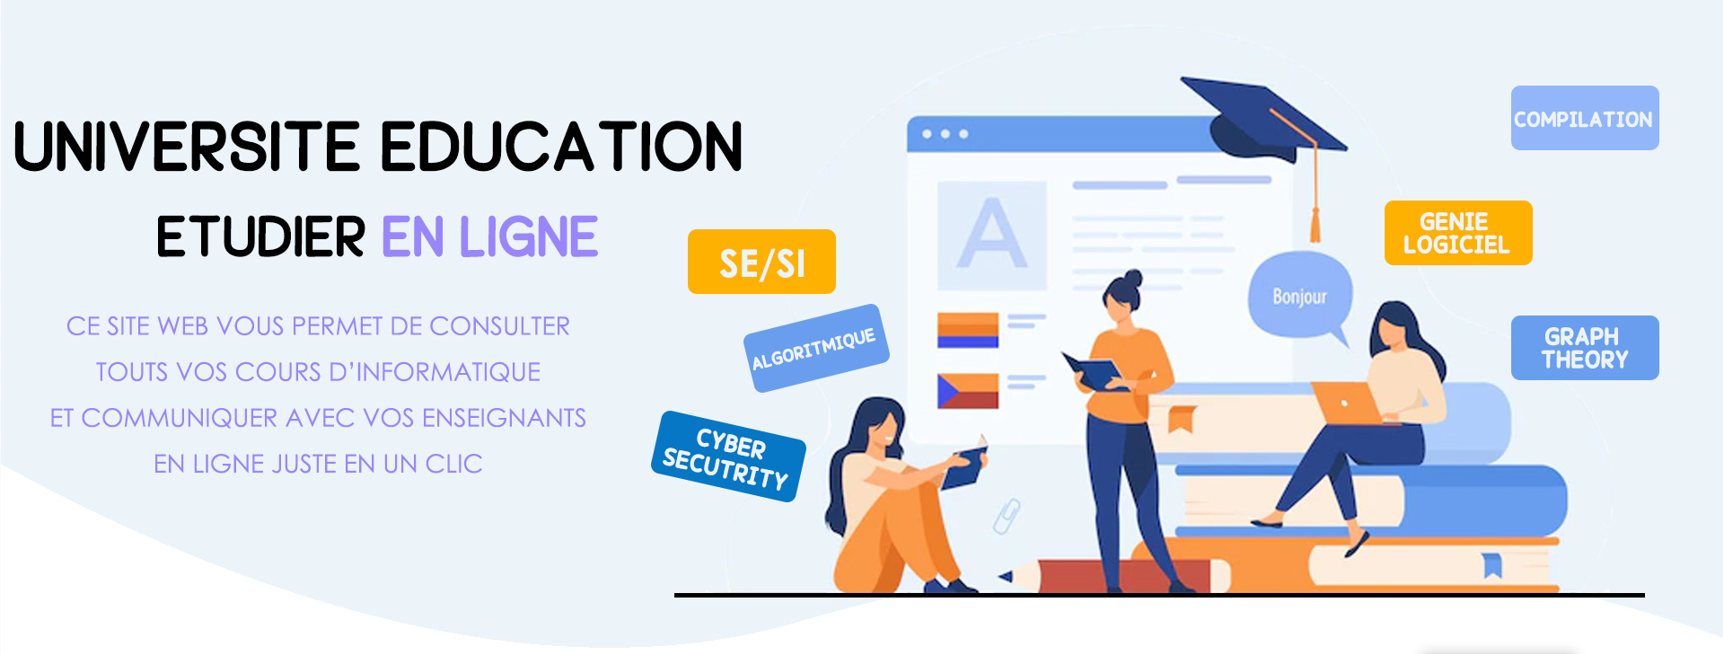 UNIVERSITE EDUCATION
ETUDIER EN LIGNE
CE SITE WEB VOUS PERMET DE CONSULTER
TOUTS VOS COURS D'INFORMATIQUE
ET COMMUNIQUER AVEC VOS ENSEIGNANTS
EN LIGNE JUSTE EN UN CLIC
SE/SI
ALGORITMIQUE
CYBER
SECUTRITY
A
Bonjour
COMPILATION
GENIE
LOGICIEL
GRAPH
THEORY